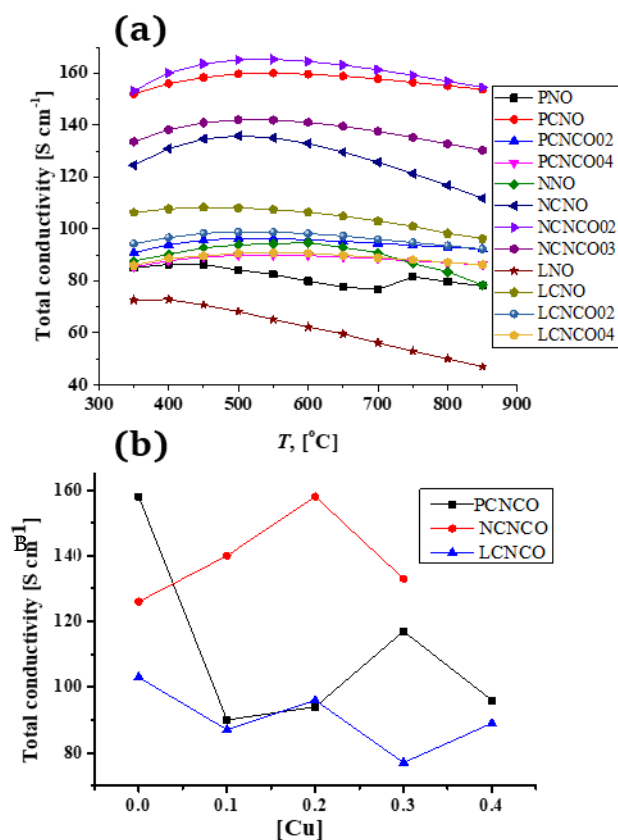 (a)
Total conductivity [S cm⁻¹]
160
140
120
100
80
60
40
300
400
500
600
700
800
900
T, [°C]
PNO
PCNO
PCNCO02
PCNCO04
NNO
NCNO
NCNCO02
NCNCO03
LNO
LCNO
LCNCO02
LCNCO04
(b)
Total conductivity [S cm⁻¹]
B
160
140
120
100
80
0.0
0.1
0.2
0.3
0.4
[Cu]
PCNCO
NCNCO
LCNCO